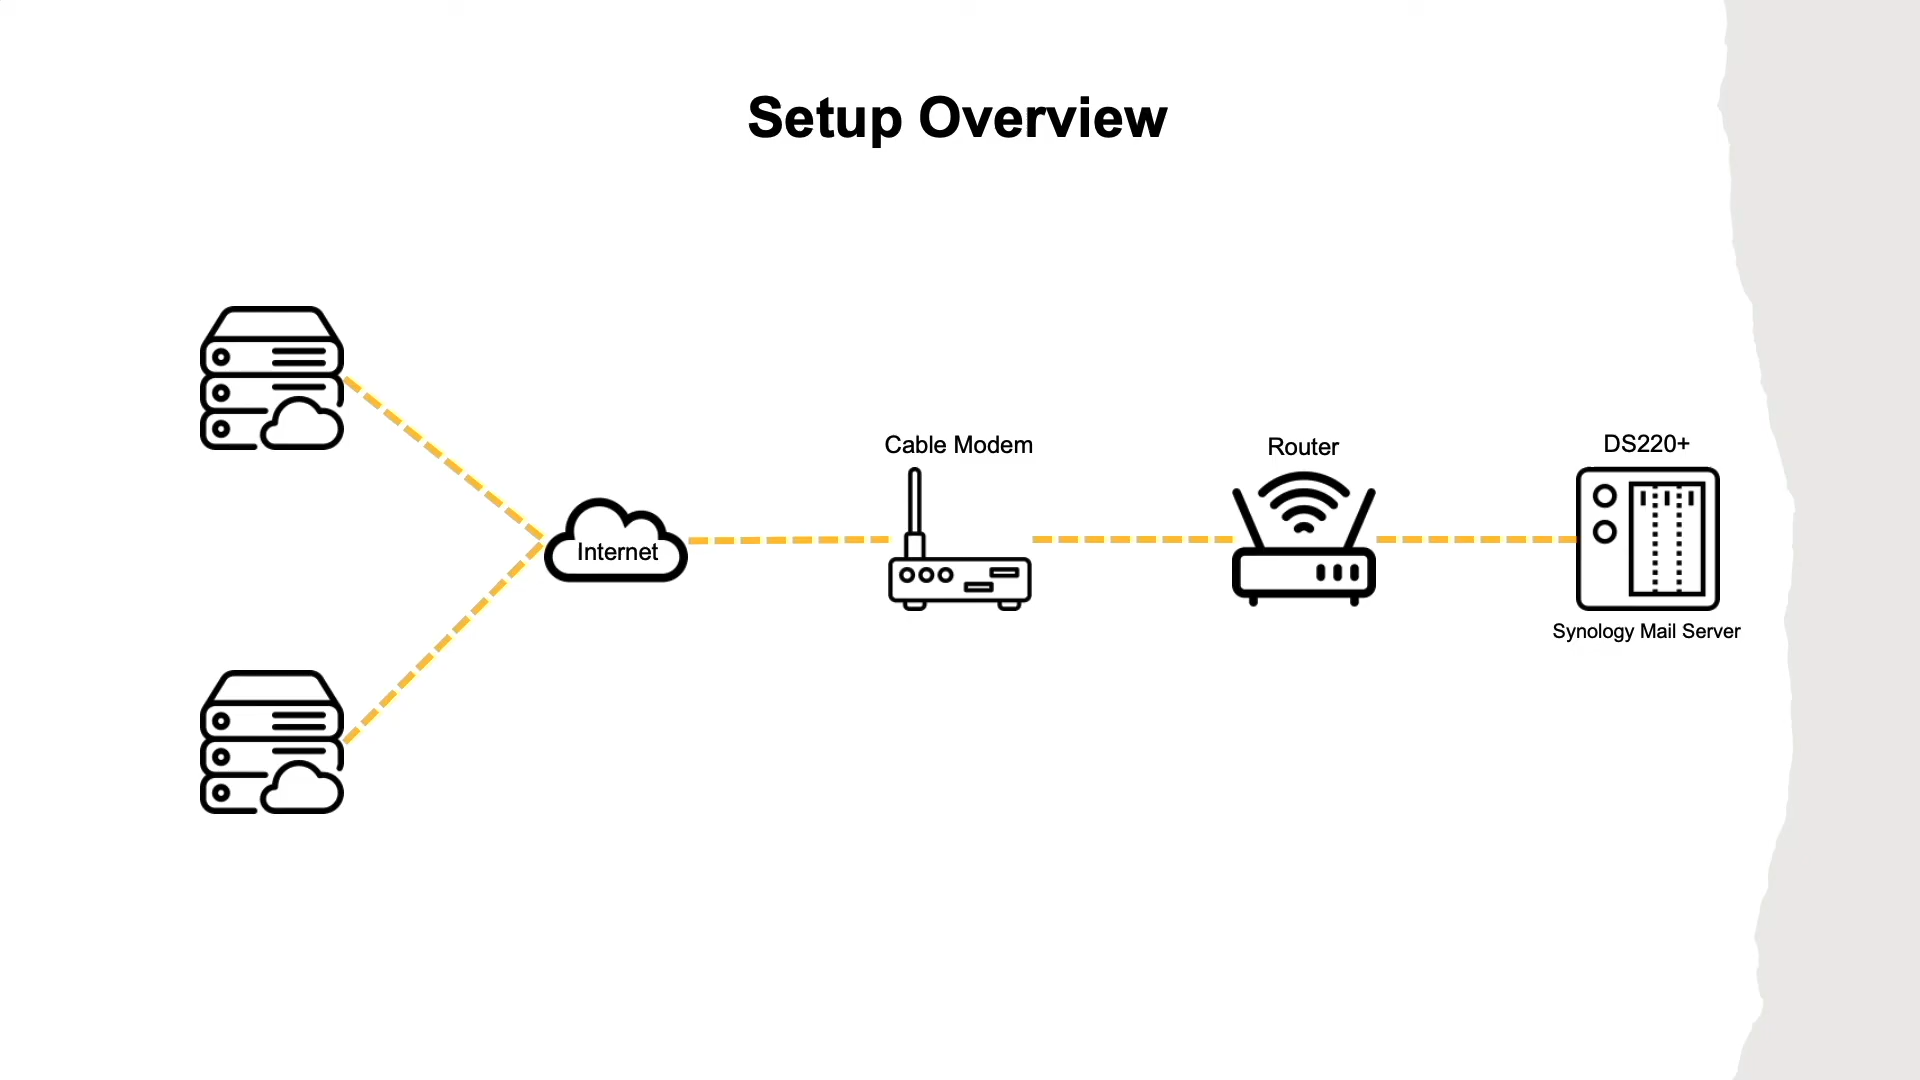 Setup Overview
Internet
Cable Modem
Router
DS220+
Synology Mail Server